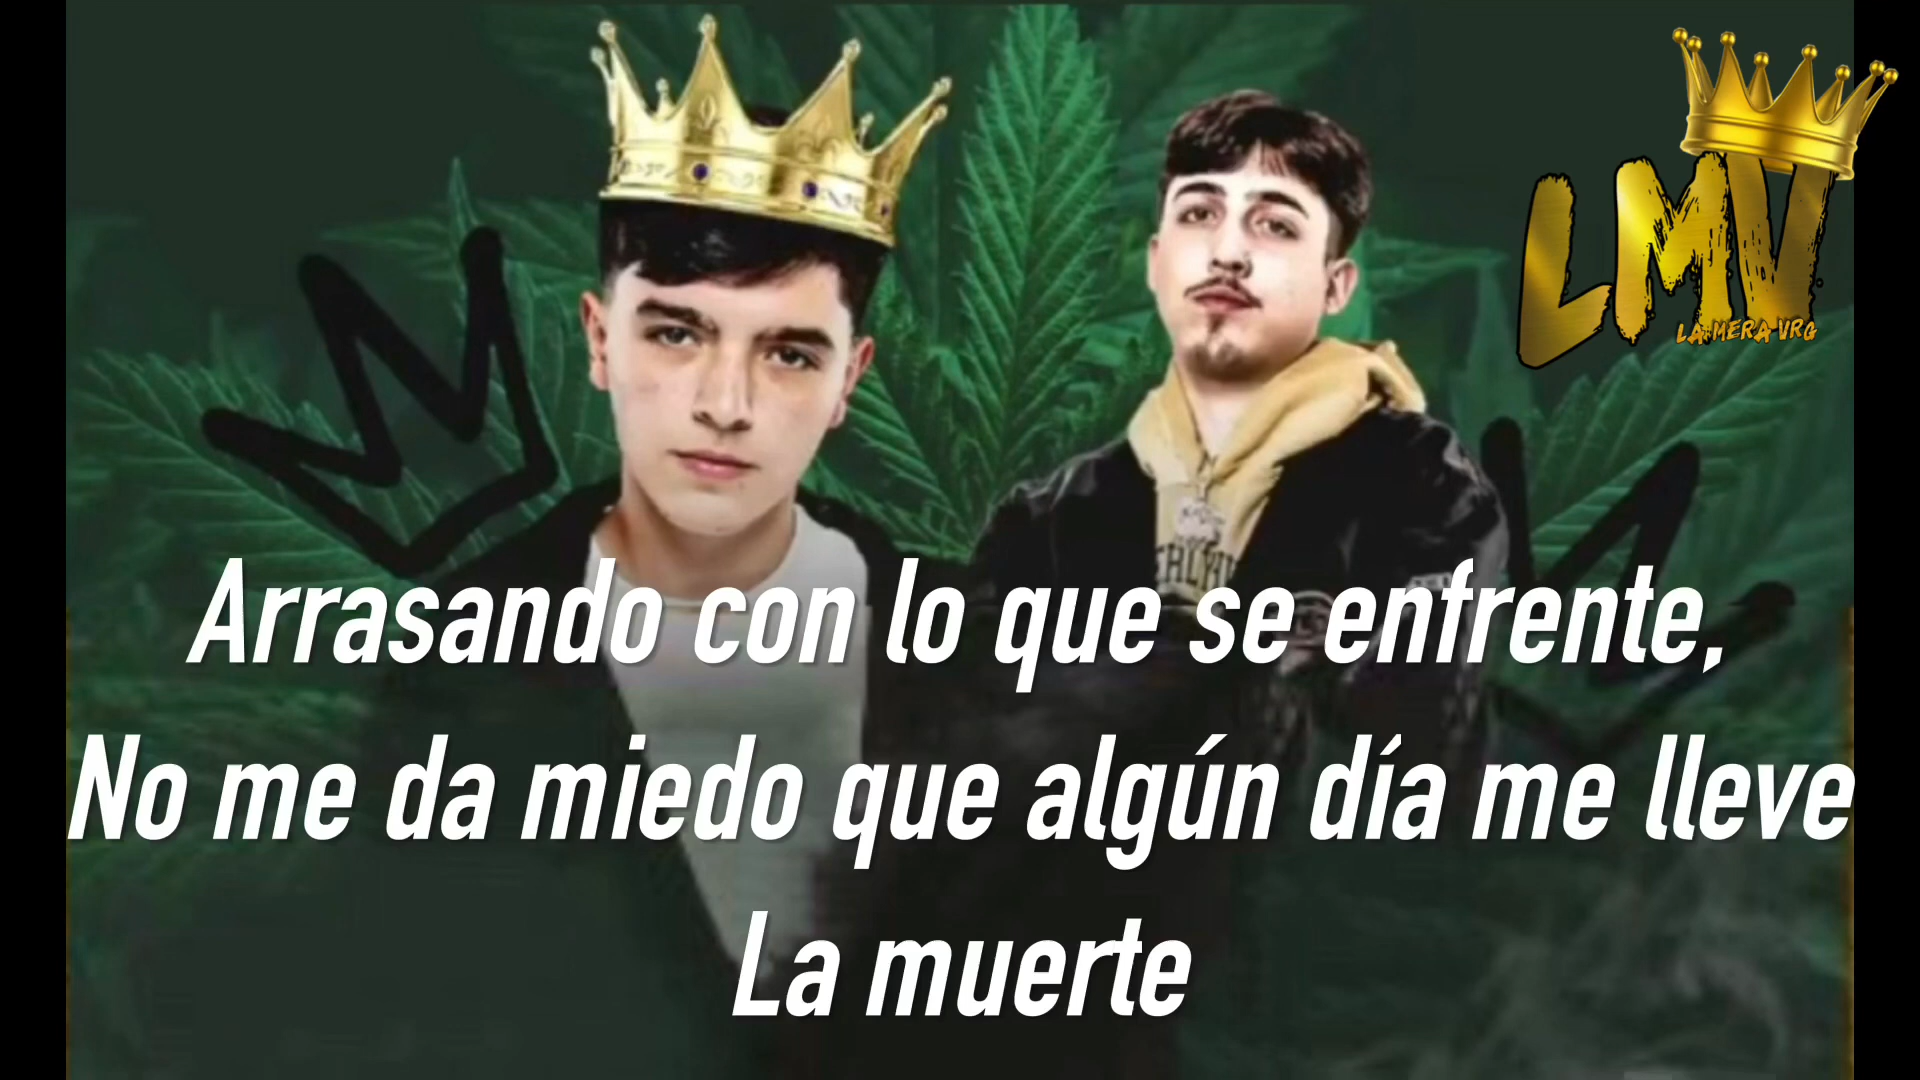 LMV
LA MERA VRG
Arrasando con lo que se enfrente,
No me da miedo que algún día me lleve
La muerte